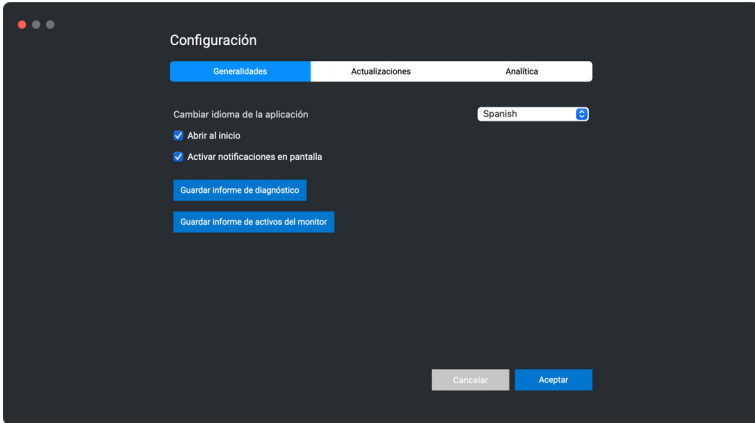 Configuración
Generalidades
Actualizaciones
Analítica
Cambiar idioma de la aplicación
Spanish
Abrir al inicio
Activar notificaciones en pantalla
Guardar informe de diagnóstico
Guardar informe de activos del monitor
Cancelar
Aceptar